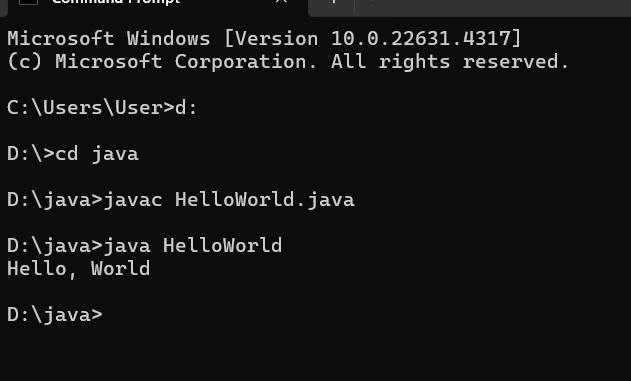 Command Prompt
Microsoft Windows [Version 10.0.22631.4317]
(c) Microsoft Corporation. All rights reserved.
C:\Users\User>d:
D:\>cd java
D:\java>javac HelloWorld.java
D:\java>java HelloWorld
Hello, World
D:\java>